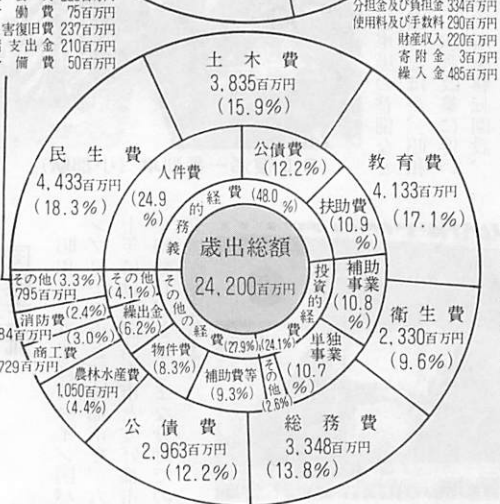 働費 75百万円
害復旧費 237百万円
支出金 210百万円
備費 50百万円
分担金及び負担金 334百万円
使用料及び手数料 290百万円
財産収入 220百万円
寄附金 3百万円
繰入金 485百万円
土木費
3,835百万円
(15.9%)
教育費
4,133百万円
(17.1%)
衛生費
2,330百万円
(9.6%)
総務費
3,348百万円
(13.8%)
公債費
2,963百万円
(12.2%)
農林水産費
1,050百万円
(4.4%)
商工費 (3.0%)
729百万円
消防費 (2.4%)
84百万円
その他(3.3%)
795百万円
民生費
4,433百万円
(18.3%)
人件費
(24.9%)
公債費
(12.2%)
扶助費
(10.9%)
補助事業
(10.8%)
単独事業
(10.7%)
その他
(2.6%)
補助費等
(9.3%)
物件費
(8.3%)
繰出金
(6.2%)
その他
(4.1%)
義務的経費(48.0%)
投資的経費(24.1%)
その他の経費(27.9%)
歳出総額
24,200百万円